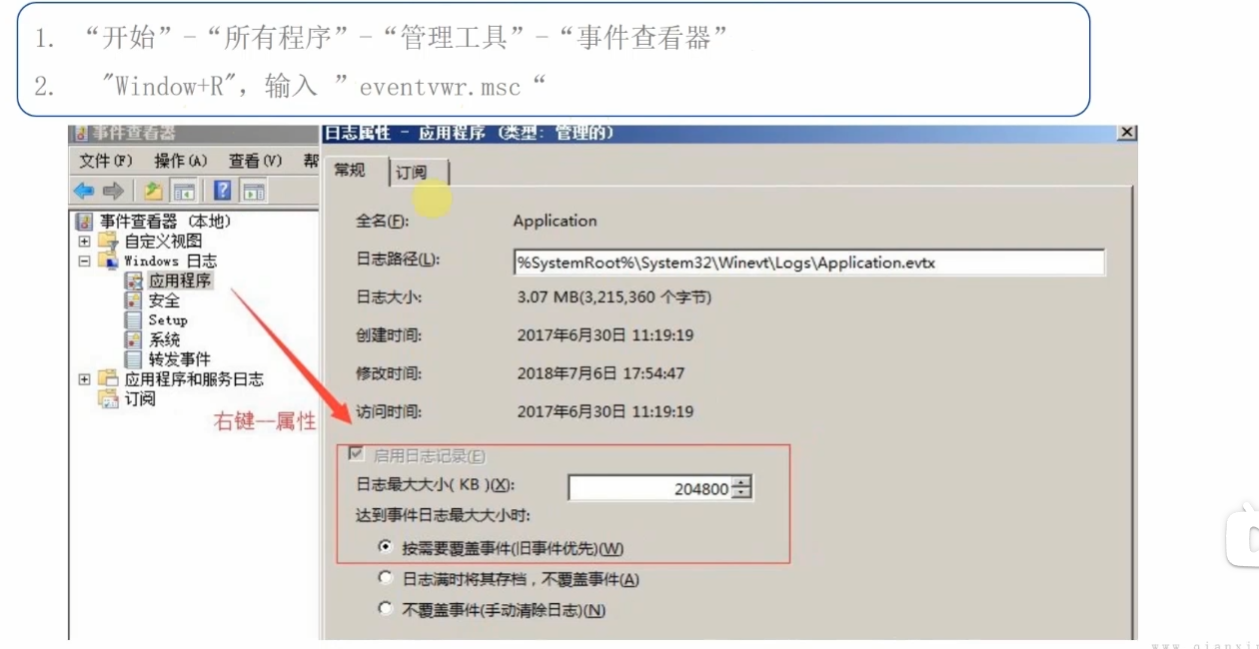 1. “开始”-“所有程序”-“管理工具”-“事件查看器”
2. "Window+R", 输入 ” eventvwr.msc “
事件查看器
文件(F) 操作(A) 查看(V) 帮
事件查看器 (本地)
自定义视图
Windows 日志
应用程序
安全
Setup
系统
转发事件
应用程序和服务日志
订阅
右键—属性
日志属性 - 应用程序 (类型: 管理的)
常规 订阅
全名(F): Application
日志路径(L): %SystemRoot%\System32\Winevt\Logs\Application.evtx
日志大小: 3.07 MB(3,215,360 个字节)
创建时间: 2017年6月30日 11:19:19
修改时间: 2018年7月6日 17:54:47
访问时间: 2017年6月30日 11:19:19
启用日志记录(E)
日志最大大小( KB )(X): 204800
达到事件日志最大大小时:
按需要覆盖事件(旧事件优先)(W)
日志满时将其存档，不覆盖事件(A)
不覆盖事件(手动清除日志)(N)